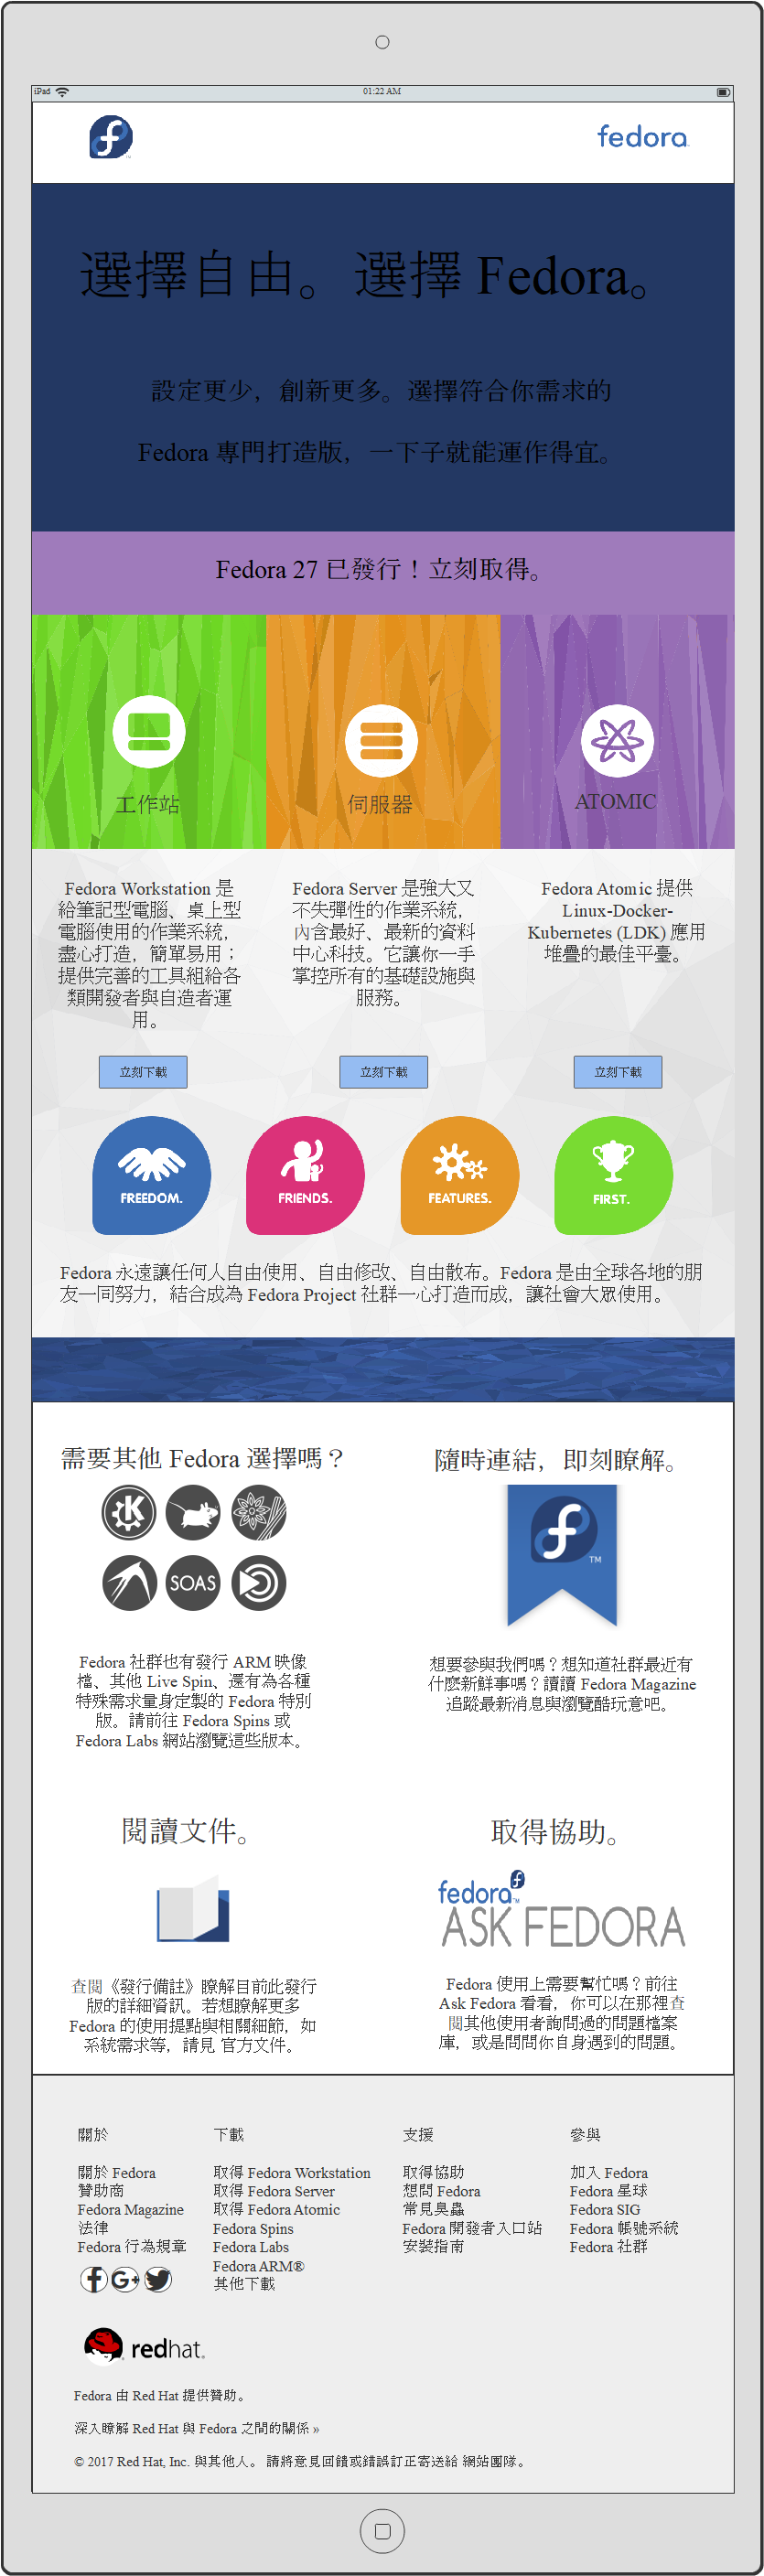 iPad 01:22 AM
fedora
選擇自由。選擇 Fedora。
設定更少，創新更多。選擇符合你需求的
Fedora 專門打造版，一下子就能運作得宜。
Fedora 27 已發行！立刻取得。
工作站
伺服器
ATOMIC
Fedora Workstation 是
給筆記型電腦、桌上型
電腦使用的作業系統，
盡心打造，簡單易用；
提供完善的工具組給各
類開發者與自造者運
用。
Fedora Server 是強大又
不失彈性的作業系統，
內含最好、最新的資料
中心科技。它讓你一手
掌控所有的基礎設施與
服務。
Fedora Atomic 提供
Linux-Docker-
Kubernetes (LDK) 應用
堆疊的最佳平臺。
立刻下載
立刻下載
立刻下載
FREEDOM.
FRIENDS.
FEATURES.
FIRST.
Fedora 永遠讓任何人自由使用、自由修改、自由散布。Fedora 是由全球各地的朋
友一同努力，結合成為 Fedora Project 社群一心打造而成，讓社會大眾使用。
需要其他 Fedora 選擇嗎？
SOAS
Fedora 社群也有發行 ARM 映像
檔、其他 Live Spin、還有為各種
特殊需求量身定製的 Fedora 特別
版。請前往 Fedora Spins 或
Fedora Labs 網站瀏覽這些版本。
隨時連結，即刻瞭解。
TM
想要參與我們嗎？想知道社群最近有
什麼新鮮事嗎？讀讀 Fedora Magazine
追蹤最新消息與瀏覽酷玩意吧。
閱讀文件。
查閱《發行備註》瞭解目前此發行
版的詳細資訊。若想瞭解更多
Fedora 的使用提點與相關細節，如
系統需求等，請見 官方文件。
取得協助。
fedora TM
ASK FEDORA
Fedora 使用上需要幫忙嗎？前往
Ask Fedora 看看，你可以在那裡查
閱其他使用者詢問過的問題檔案
庫，或是問問你自身遇到的問題。
關於
關於 Fedora
贊助商
Fedora Magazine
法律
Fedora 行為規章
下載
取得 Fedora Workstation
取得 Fedora Server
取得 Fedora Atomic
Fedora Spins
Fedora Labs
Fedora ARM®
其他下載
支援
取得協助
想問 Fedora
常見臭蟲
Fedora 開發者入口站
安裝指南
參與
加入 Fedora
Fedora 星球
Fedora SIG
Fedora 帳號系統
Fedora 社群
G+
redhat.
Fedora 由 Red Hat 提供贊助。
深入瞭解 Red Hat 與 Fedora 之間的關係 »
© 2017 Red Hat, Inc. 與其他人。 請將意見回饋或錯誤訂正寄送給 網站團隊。